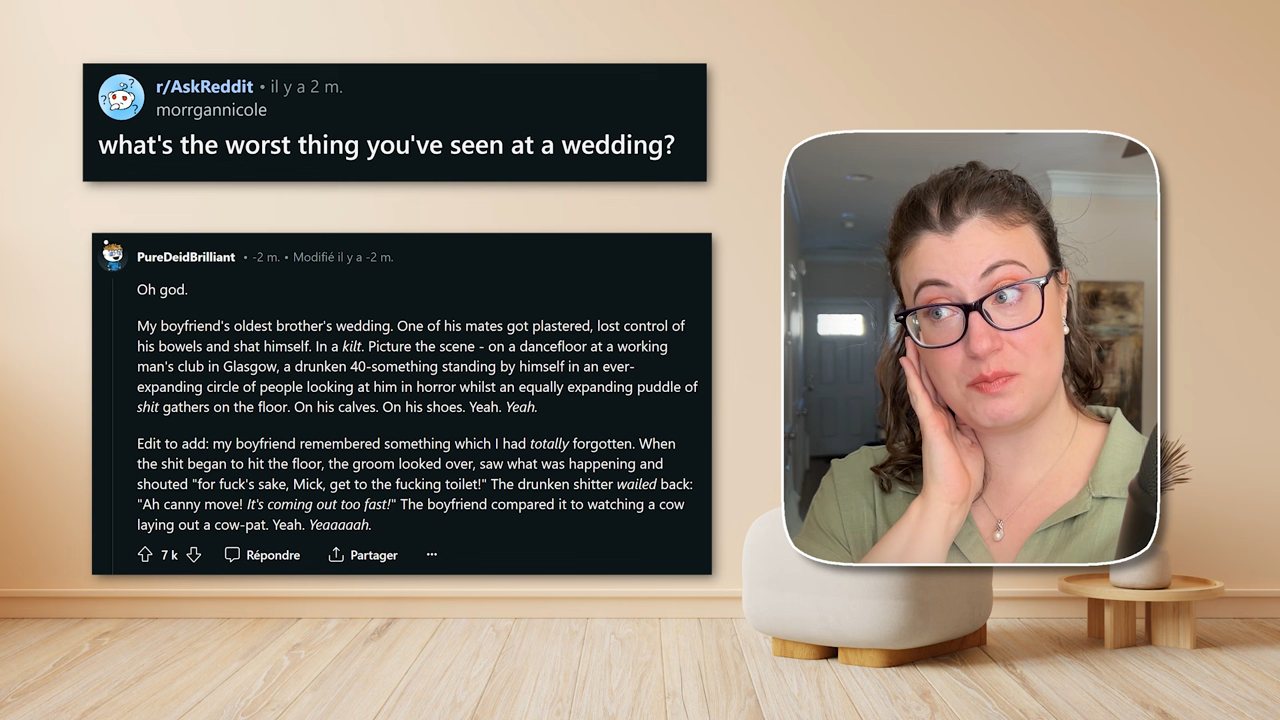 r/AskReddit • il y a 2 m.
morrgannicole
what's the worst thing you've seen at a wedding?
PureDeidBrilliant • -2 m. • Modifié il y a -2 m.
Oh god.
My boyfriend's oldest brother's wedding. One of his mates got plastered, lost control of
his bowels and shat himself. In a kilt. Picture the scene - on a dancefloor at a working
man's club in Glasgow, a drunken 40-something standing by himself in an ever-
expanding circle of people looking at him in horror whilst an equally expanding puddle of
shit gathers on the floor. On his calves. On his shoes. Yeah. Yeah.
Edit to add: my boyfriend remembered something which I had totally forgotten. When
the shit began to hit the floor, the groom looked over, saw what was happening and
shouted "for fuck's sake, Mick, get to the fucking toilet!" The drunken shitter wailed back:
"Ah canny move! It's coming out too fast!" The boyfriend compared it to watching a cow
laying out a cow-pat. Yeah. Yeaaaaah.
7 k Répondre Partager ...